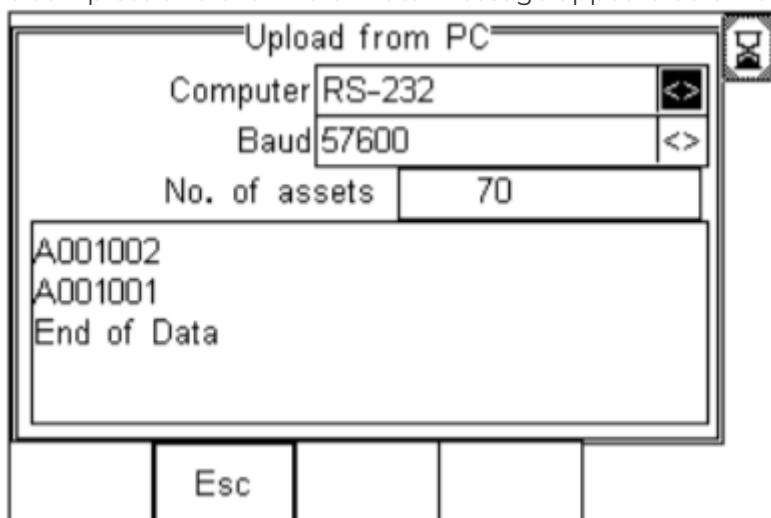 Upload from PC
Computer RS-232 <>
Baud 57600 <>
No. of assets 70
A001002
A001001
End of Data
Esc